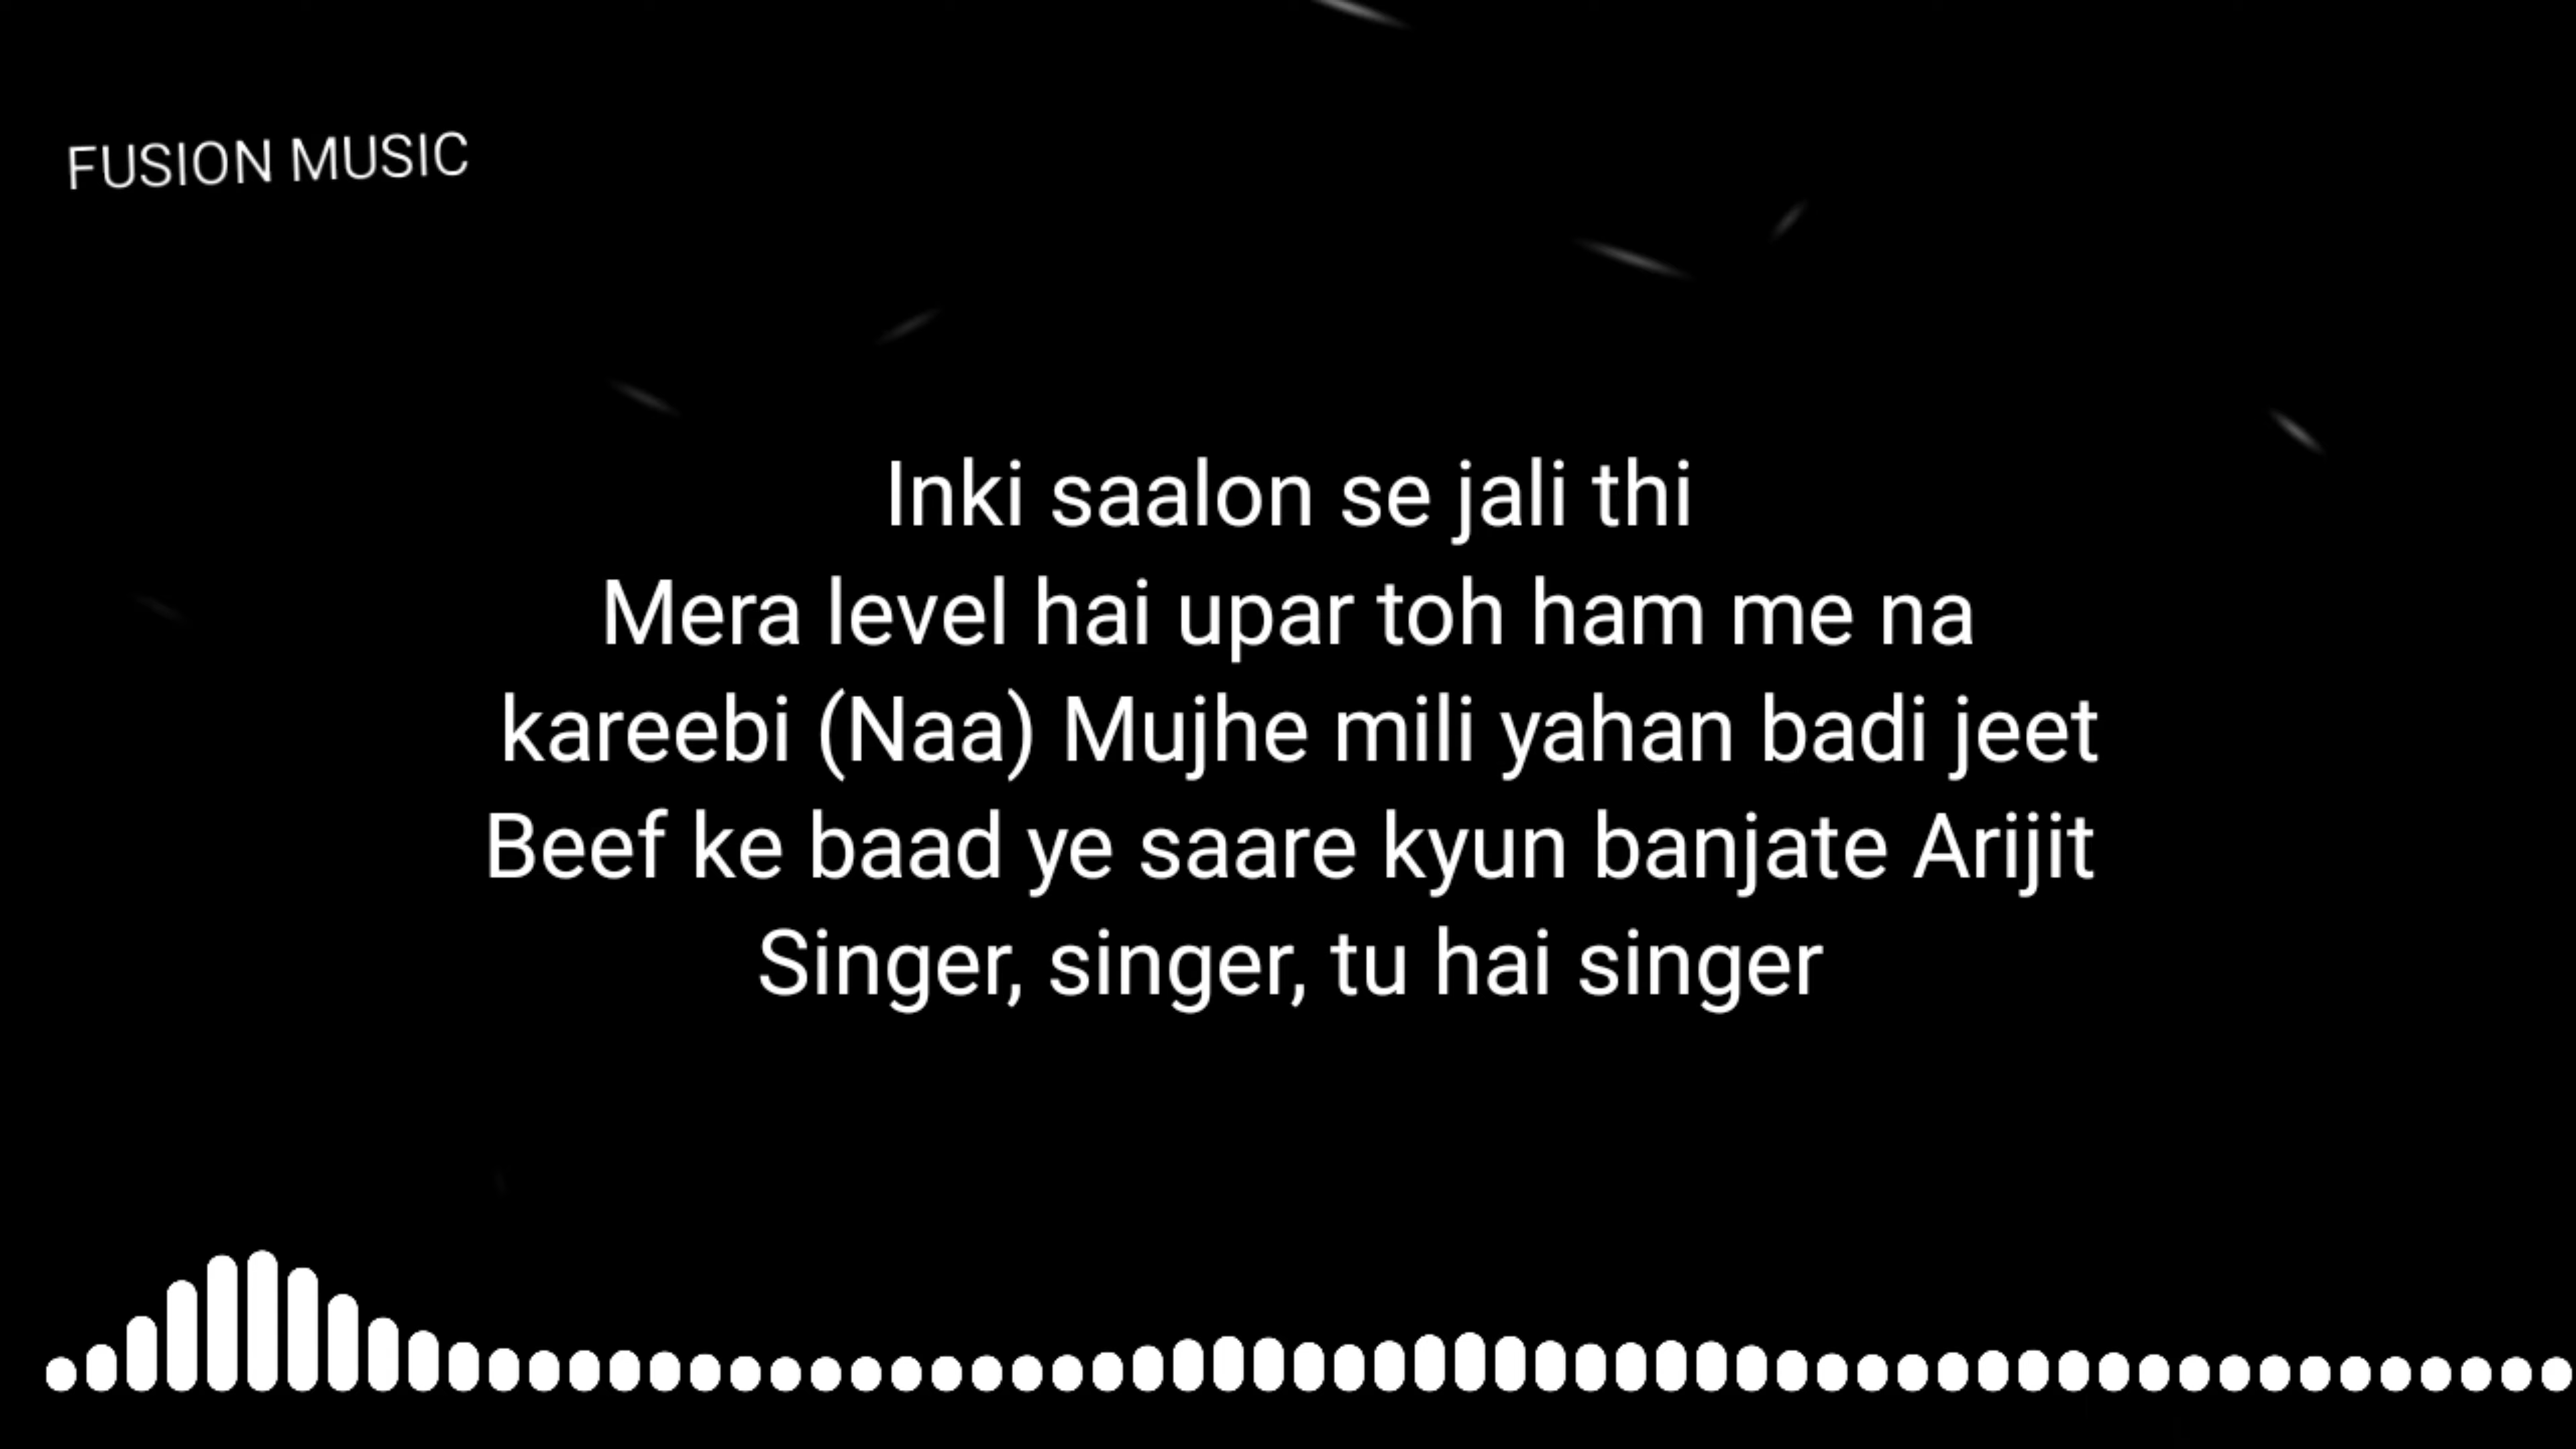 FUSION MUSIC
Inki saalon se jali thi
Mera level hai upar toh ham me na
kareebi (Naa) Mujhe mili yahan badi jeet
Beef ke baad ye saare kyun banjate Arijit
Singer, singer, tu hai singer